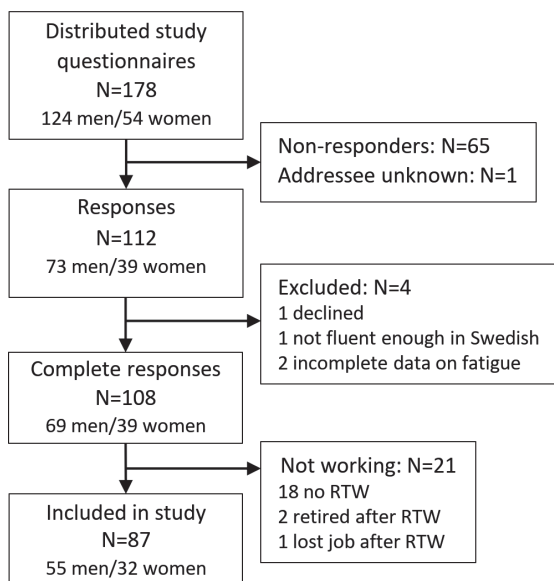 Distributed study
questionnaires
N=178
124 men/54 women
Non-responders: N=65
Addressee unknown: N=1
Responses
N=112
73 men/39 women
Excluded: N=4
1 declined
1 not fluent enough in Swedish
2 incomplete data on fatigue
Complete responses
N=108
69 men/39 women
Not working: N=21
18 no RTW
2 retired after RTW
1 lost job after RTW
Included in study
N=87
55 men/32 women